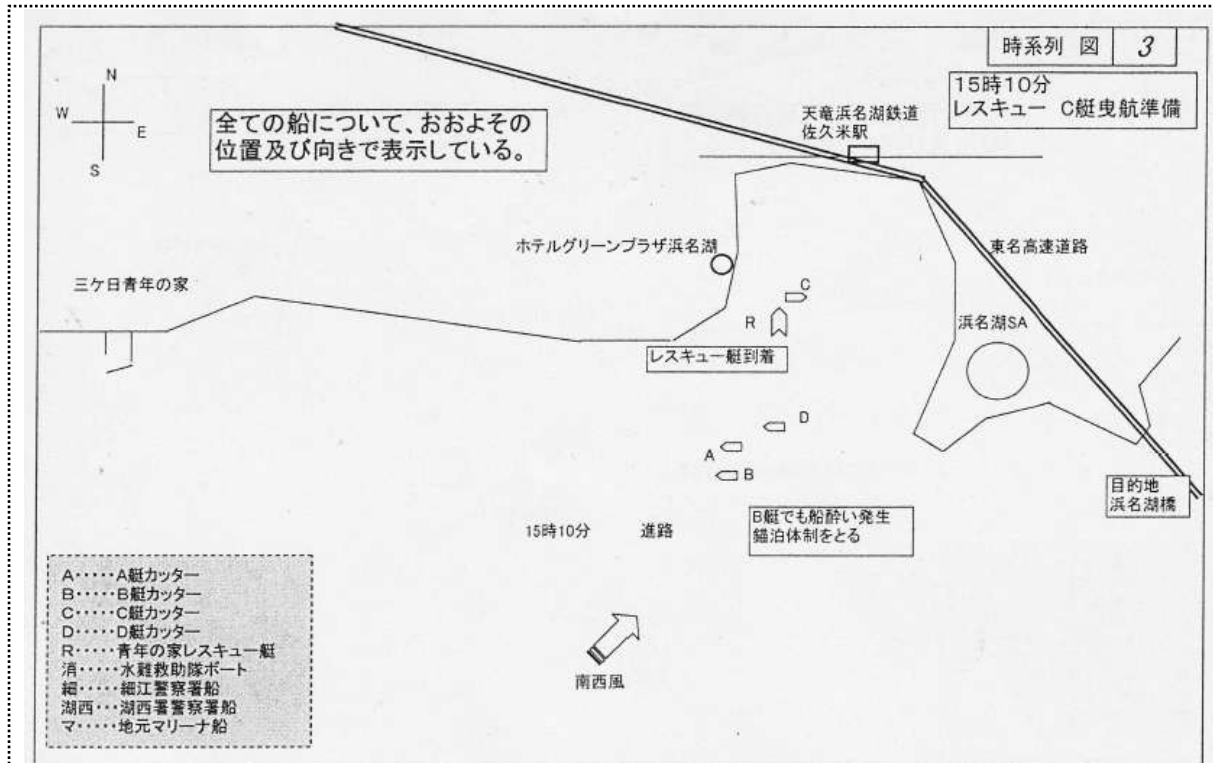 時系列 図 3
15時10分
レスキュー C艇曳航準備
N
W
E
S
全ての船について、おおよその
位置及び向きで表示している。
天竜浜名湖鉄道
佐久米駅
ホテルグリーンプラザ浜名湖
東名高速道路
三ケ日青年の家
C
R
浜名湖SA
レスキュー艇到着
D
A
B
目的地
浜名湖橋
B艇でも船酔い発生
錨泊体制をとる
15時10分 進路
南西風
A・・・・・A艇カッター
B・・・・・B艇カッター
C・・・・・C艇カッター
D・・・・・D艇カッター
R・・・・・青年の家レスキュー艇
消・・・・・水難救助隊ボート
細・・・・・細江警察署船
湖西・・・湖西署警察署船
マ・・・・・地元マリーナ船